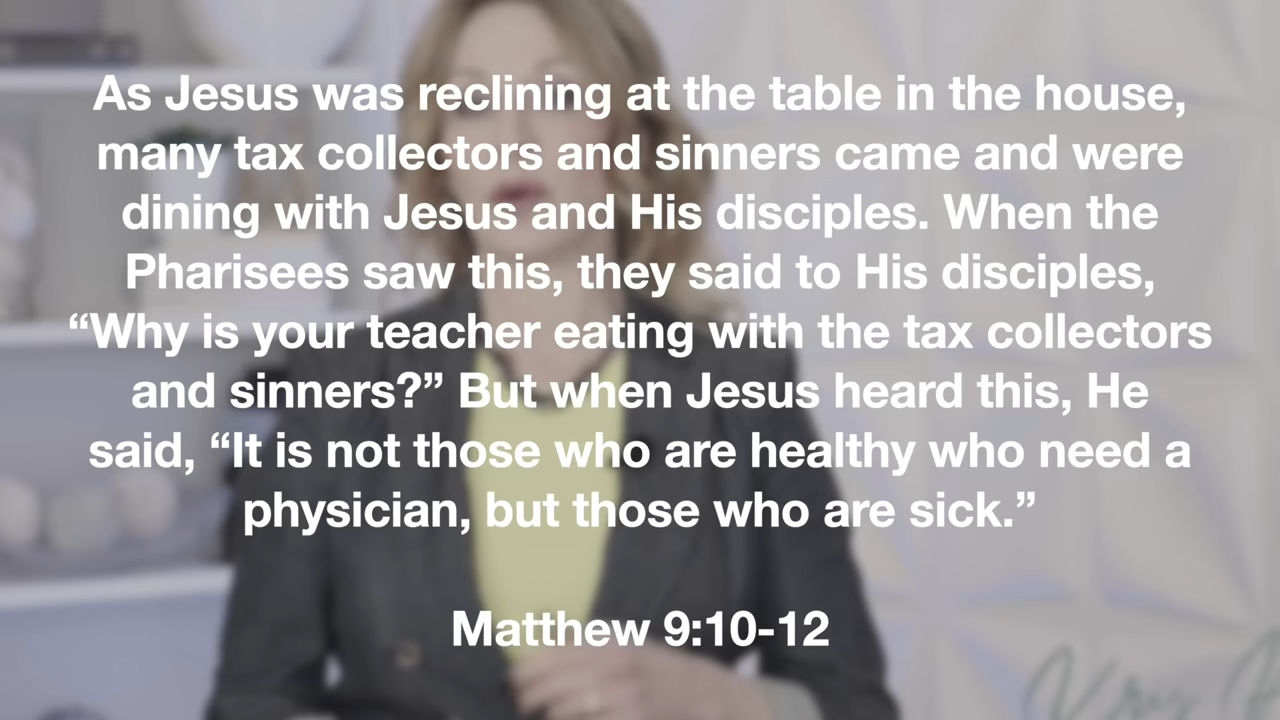 As Jesus was reclining at the table in the house,
many tax collectors and sinners came and were
dining with Jesus and His disciples. When the
Pharisees saw this, they said to His disciples,
“Why is your teacher eating with the tax collectors
and sinners?” But when Jesus heard this, He
said, “It is not those who are healthy who need a
physician, but those who are sick.”
Matthew 9:10-12
Kris